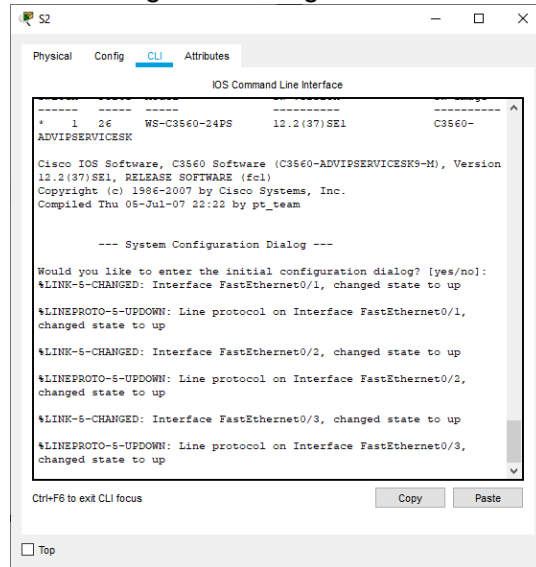 S2
Physical Config CLI Attributes
IOS Command Line Interface
------ ----- ----- ---------- ----------
* 1 26 WS-C3560-24PS 12.2(37)SE1 C3560-
ADVIPSERVICESK
Cisco IOS Software, C3560 Software (C3560-ADVIPSERVICESK9-M), Version
12.2(37)SE1, RELEASE SOFTWARE (fc1)
Copyright (c) 1986-2007 by Cisco Systems, Inc.
Compiled Thu 05-Jul-07 22:22 by pt_team
--- System Configuration Dialog ---
Would you like to enter the initial configuration dialog? [yes/no]:
%LINK-5-CHANGED: Interface FastEthernet0/1, changed state to up
%LINEPROTO-5-UPDOWN: Line protocol on Interface FastEthernet0/1,
changed state to up
%LINK-5-CHANGED: Interface FastEthernet0/2, changed state to up
%LINEPROTO-5-UPDOWN: Line protocol on Interface FastEthernet0/2,
changed state to up
%LINK-5-CHANGED: Interface FastEthernet0/3, changed state to up
%LINEPROTO-5-UPDOWN: Line protocol on Interface FastEthernet0/3,
changed state to up
Ctrl+F6 to exit CLI focus
Copy Paste
Top